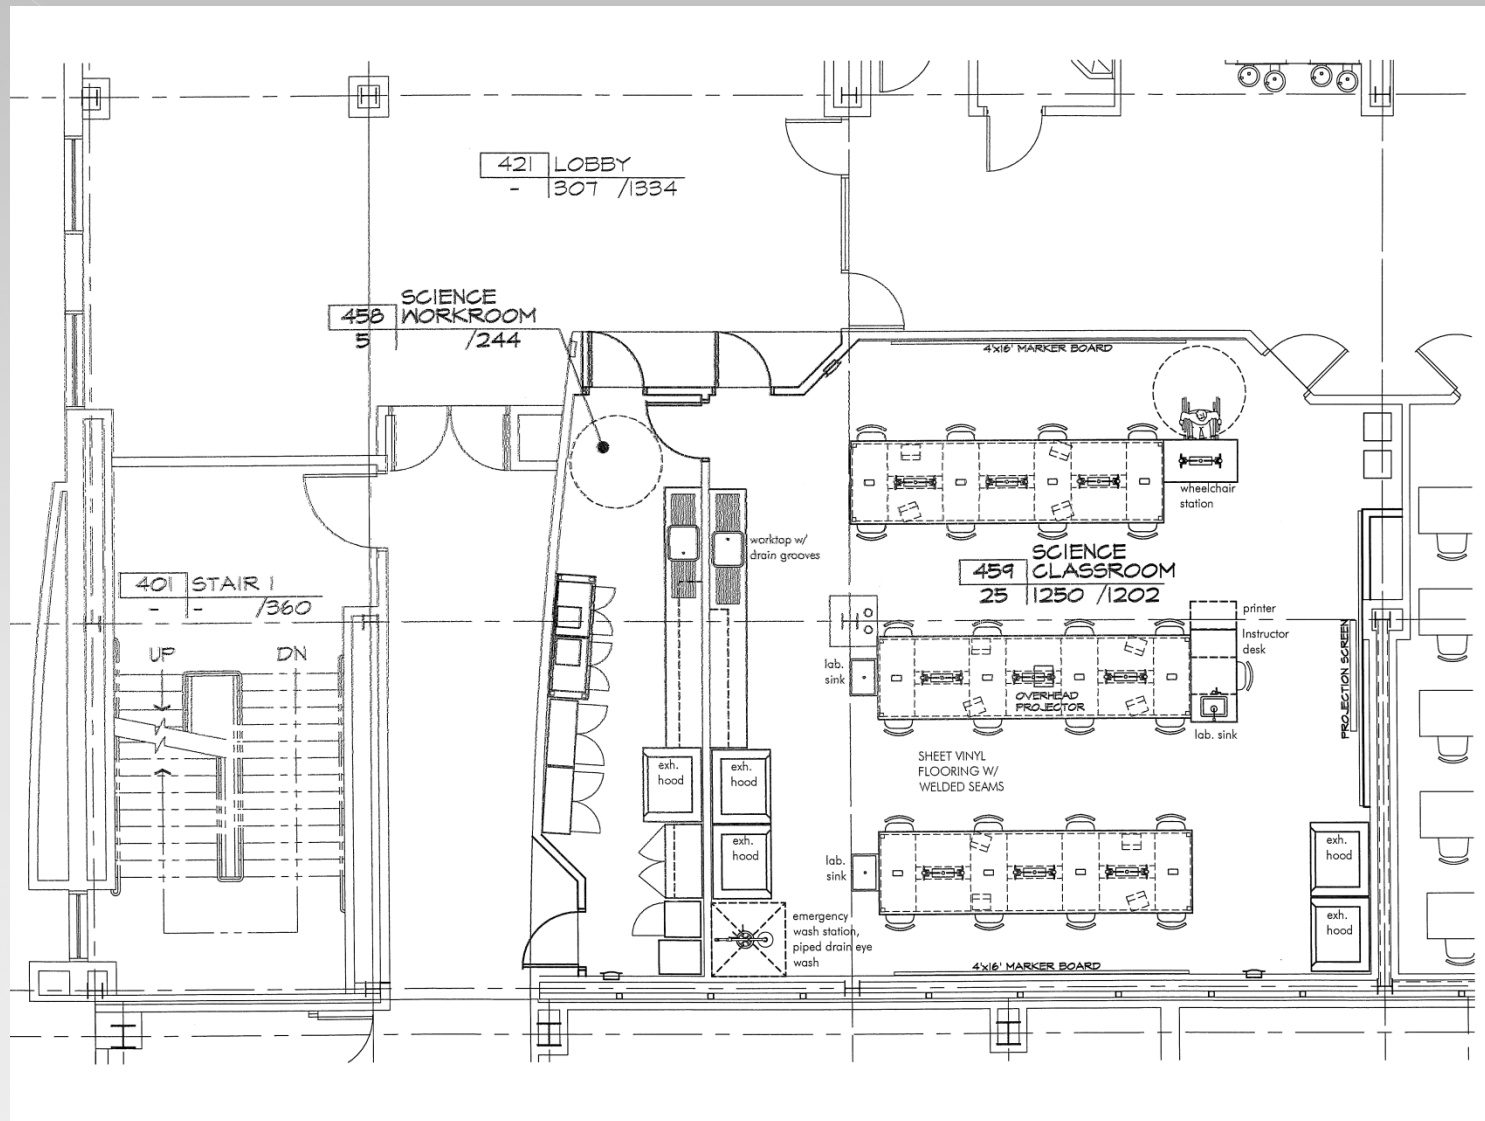 421 LOBBY
- 307 /1334
SCIENCE
458 WORKROOM
5 /244
4'x16' MARKER BOARD
wheelchair
station
worktop w/
drain grooves
SCIENCE
459 CLASSROOM
25 1250 /1202
401 STAIR 1
- - /360
UP
DN
printer
Instructor
desk
PROJECTION SCREEN
lab.
sink
OVERHEAD
PROJECTOR
lab. sink
SHEET VINYL
FLOORING W/
WELDED SEAMS
exh.
hood
exh.
hood
exh.
hood
lab.
sink
exh.
hood
exh.
hood
emergency
wash station,
piped drain eye
wash
4'x16' MARKER BOARD